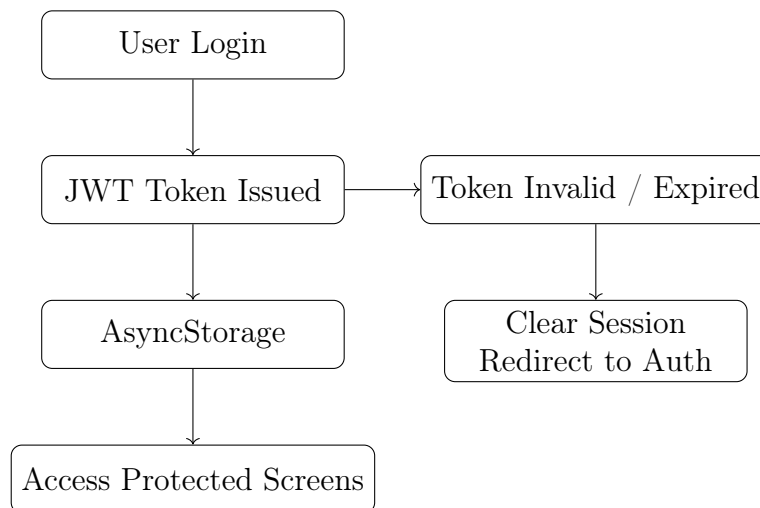 User Login
JWT Token Issued
Token Invalid / Expired
AsyncStorage
Clear Session
Redirect to Auth
Access Protected Screens